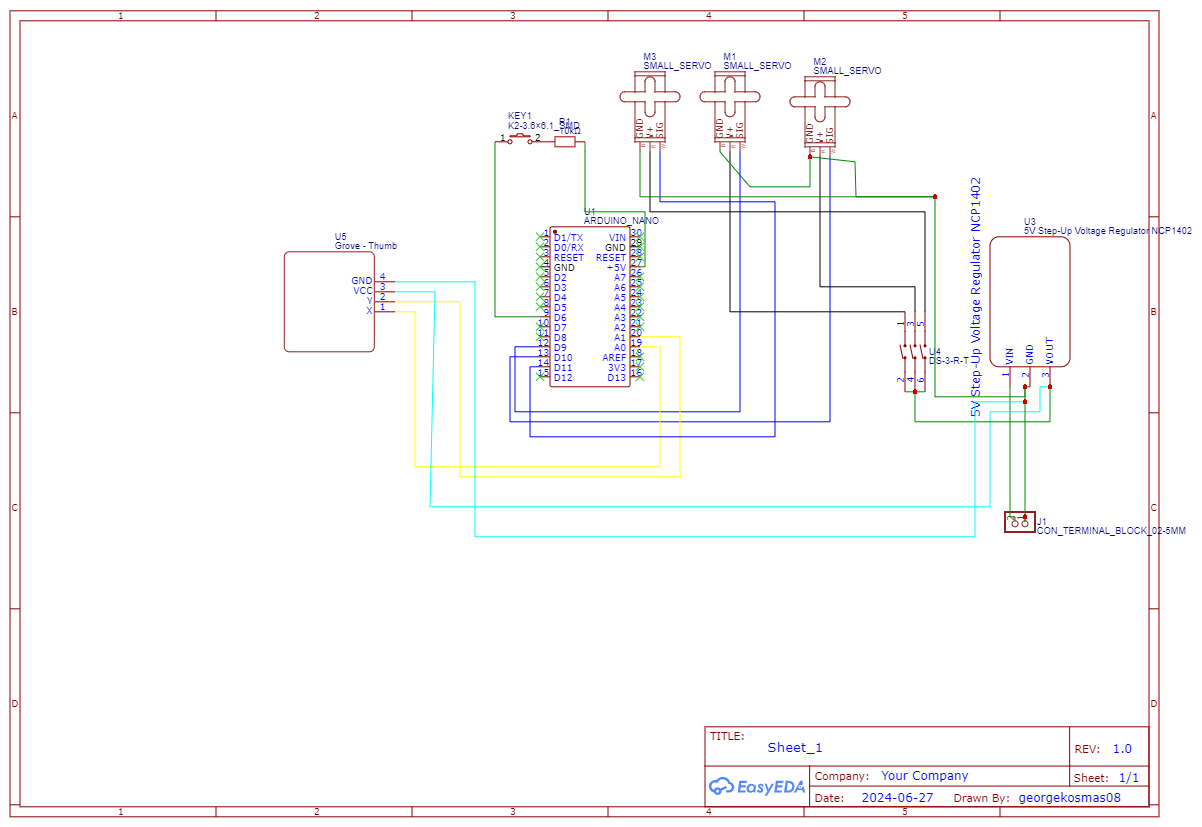 1 2 3 4 5
A A
B B
C C
D D
M3
SMALL_SERVO
GND
V+
SIG
M1
SMALL_SERVO
GND
V+
SIG
M2
SMALL_SERVO
GND
V+
SIG
KEY1
K2-3.6×6.1_SMD
1 2
R1
10kΩ
U1
ARDUINO_NANO
1 D1/TX VIN 30
2 D0/RX GND 29
3 RESET RESET 28
4 GND +5V 27
5 D2 A7 26
6 D3 A6 25
7 D4 A5 24
8 D5 A4 23
9 D6 A3 22
10 D7 A2 21
11 D8 A1 20
12 D9 A0 19
13 D10 AREF 18
14 D11 3V3 17
15 D12 D13 16
U5
Grove - Thumb
GND 4
VCC 3
Y 2
X 1
U4
DS-3-R-T
1 3 5
2 4 6
5V Step-Up Voltage Regulator NCP1402
U3
5V Step-Up Voltage Regulator NCP1402
VIN GND VOUT
1 2 3
J1
CON_TERMINAL_BLOCK_02-5MM
TITLE:
Sheet_1
REV: 1.0
EasyEDA
Company: Your Company
Sheet: 1/1
Date: 2024-06-27 Drawn By: georgekosmas08
1 2 3 4 5